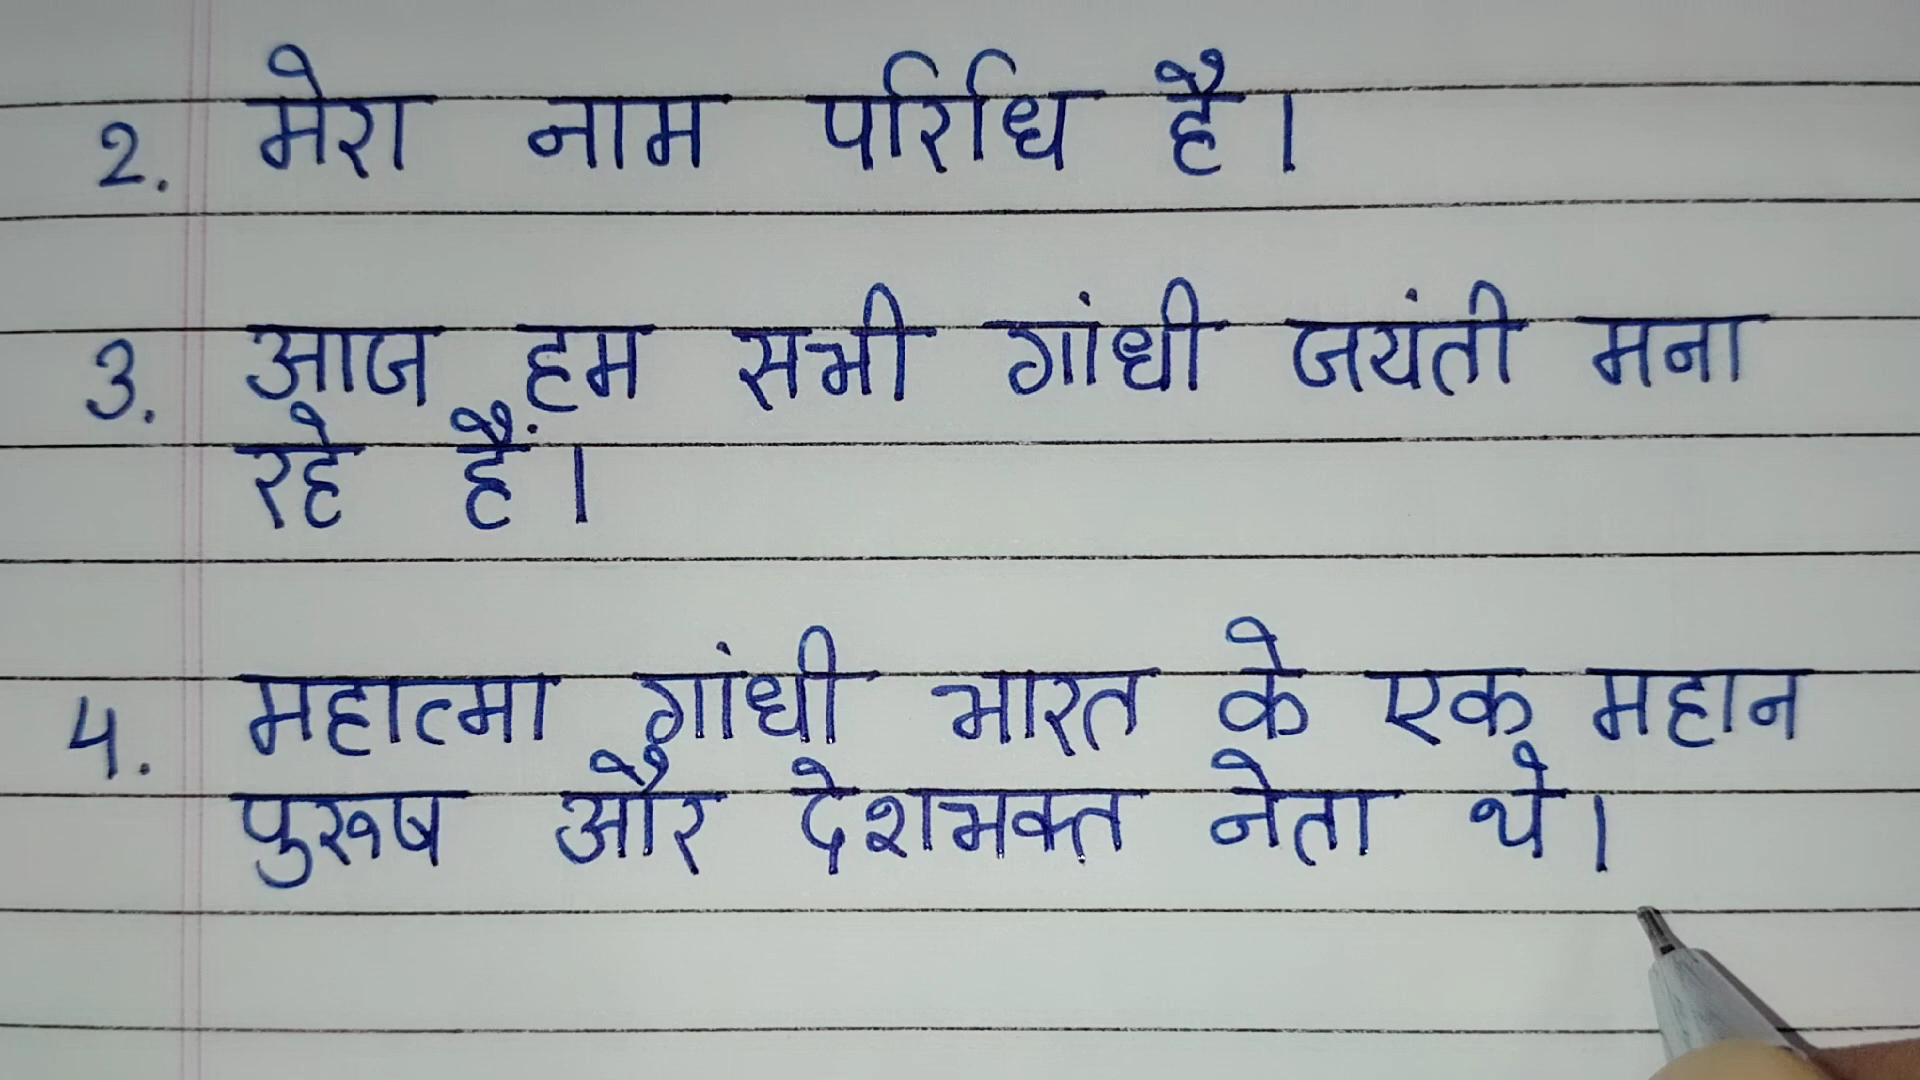 2. मेरा नाम परिधि है।
3. आज हम सभी गांधी जयंती मना
रहे हैं।
4. महात्मा गांधी भारत के एक महान
पुरूष और देशभक्त नेता थे।